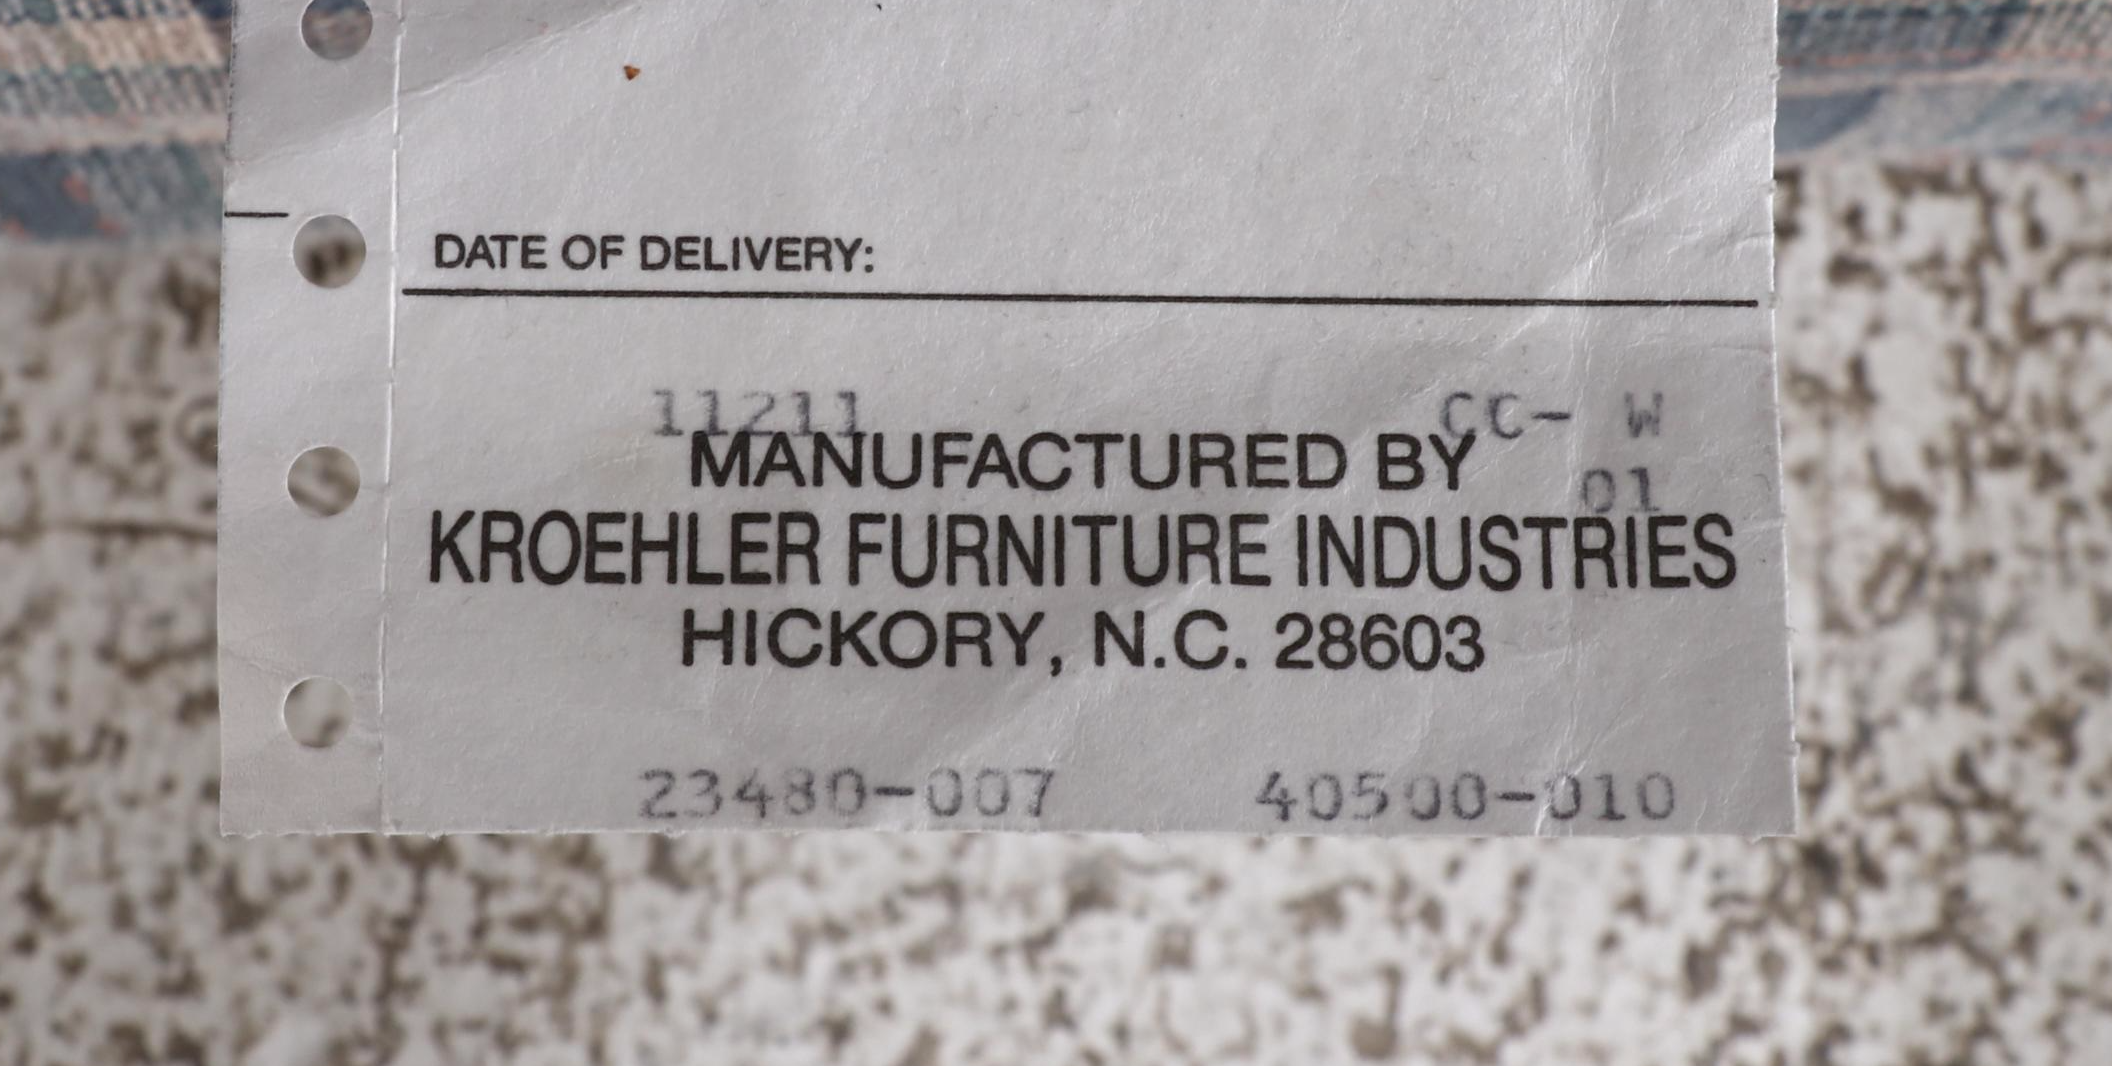 DATE OF DELIVERY:
11211 CC- W
MANUFACTURED BY
01
KROEHLER FURNITURE INDUSTRIES
HICKORY, N.C. 28603
23480-007 40500-010